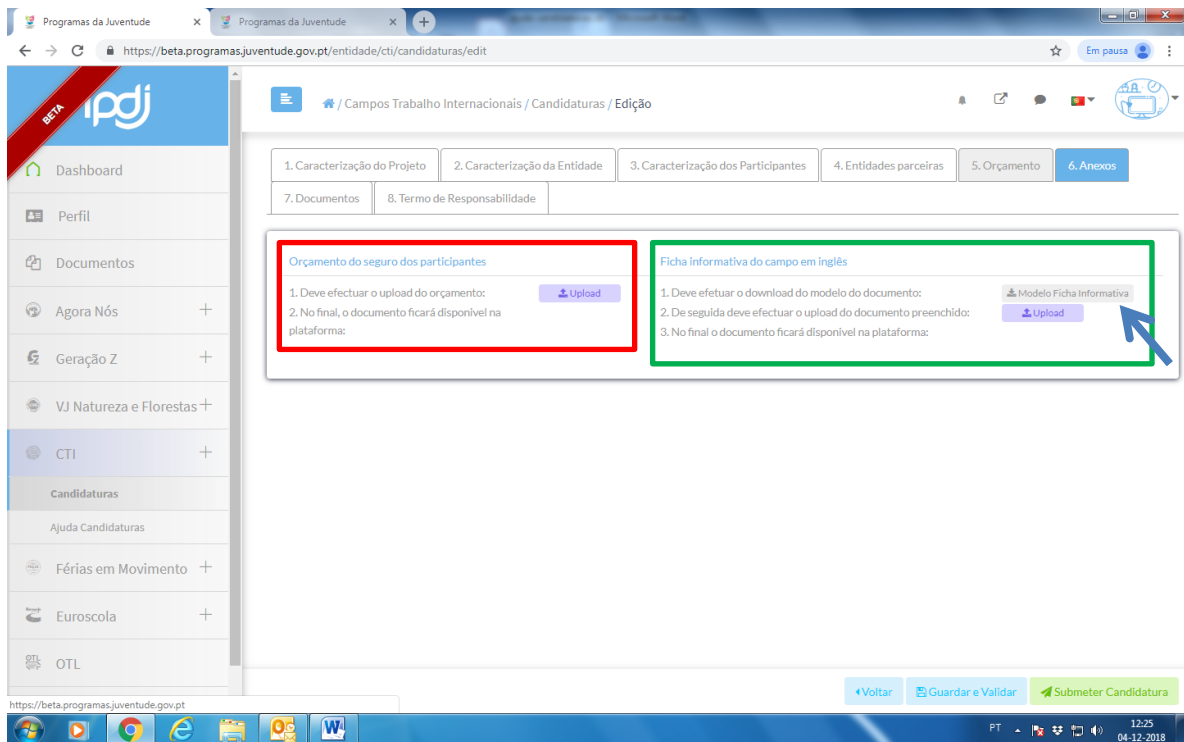 Programas da Juventude
Programas da Juventude
https://beta.programas.juventude.gov.pt/entidade/cti/candidaturas/edit
Em pausa
BETA
ipdj
/ Campos Trabalho Internacionais / Candidaturas / Edição
Dashboard
Perfil
Documentos
Agora Nós
Geração Z
VJ Natureza e Florestas
CTI
Candidaturas
Ajuda Candidaturas
Férias em Movimento
Euroscola
OTL
1. Caracterização do Projeto
2. Caracterização da Entidade
3. Caracterização dos Participantes
4. Entidades parceiras
5. Orçamento
6. Anexos
7. Documentos
8. Termo de Responsabilidade
Orçamento do seguro dos participantes
1. Deve efectuar o upload do orçamento:
Upload
2. No final, o documento ficará disponivel na
plataforma:
Ficha informativa do campo em inglês
1. Deve efetuar o download do modelo do documento:
Modelo Ficha Informativa
2. De seguida deve efectuar o upload do documento preenchido:
Upload
3. No final o documento ficará disponivel na plataforma:
Voltar
Guardar e Validar
Submeter Candidatura
https://beta.programas.juventude.gov.pt
PT
12:25
04-12-2018